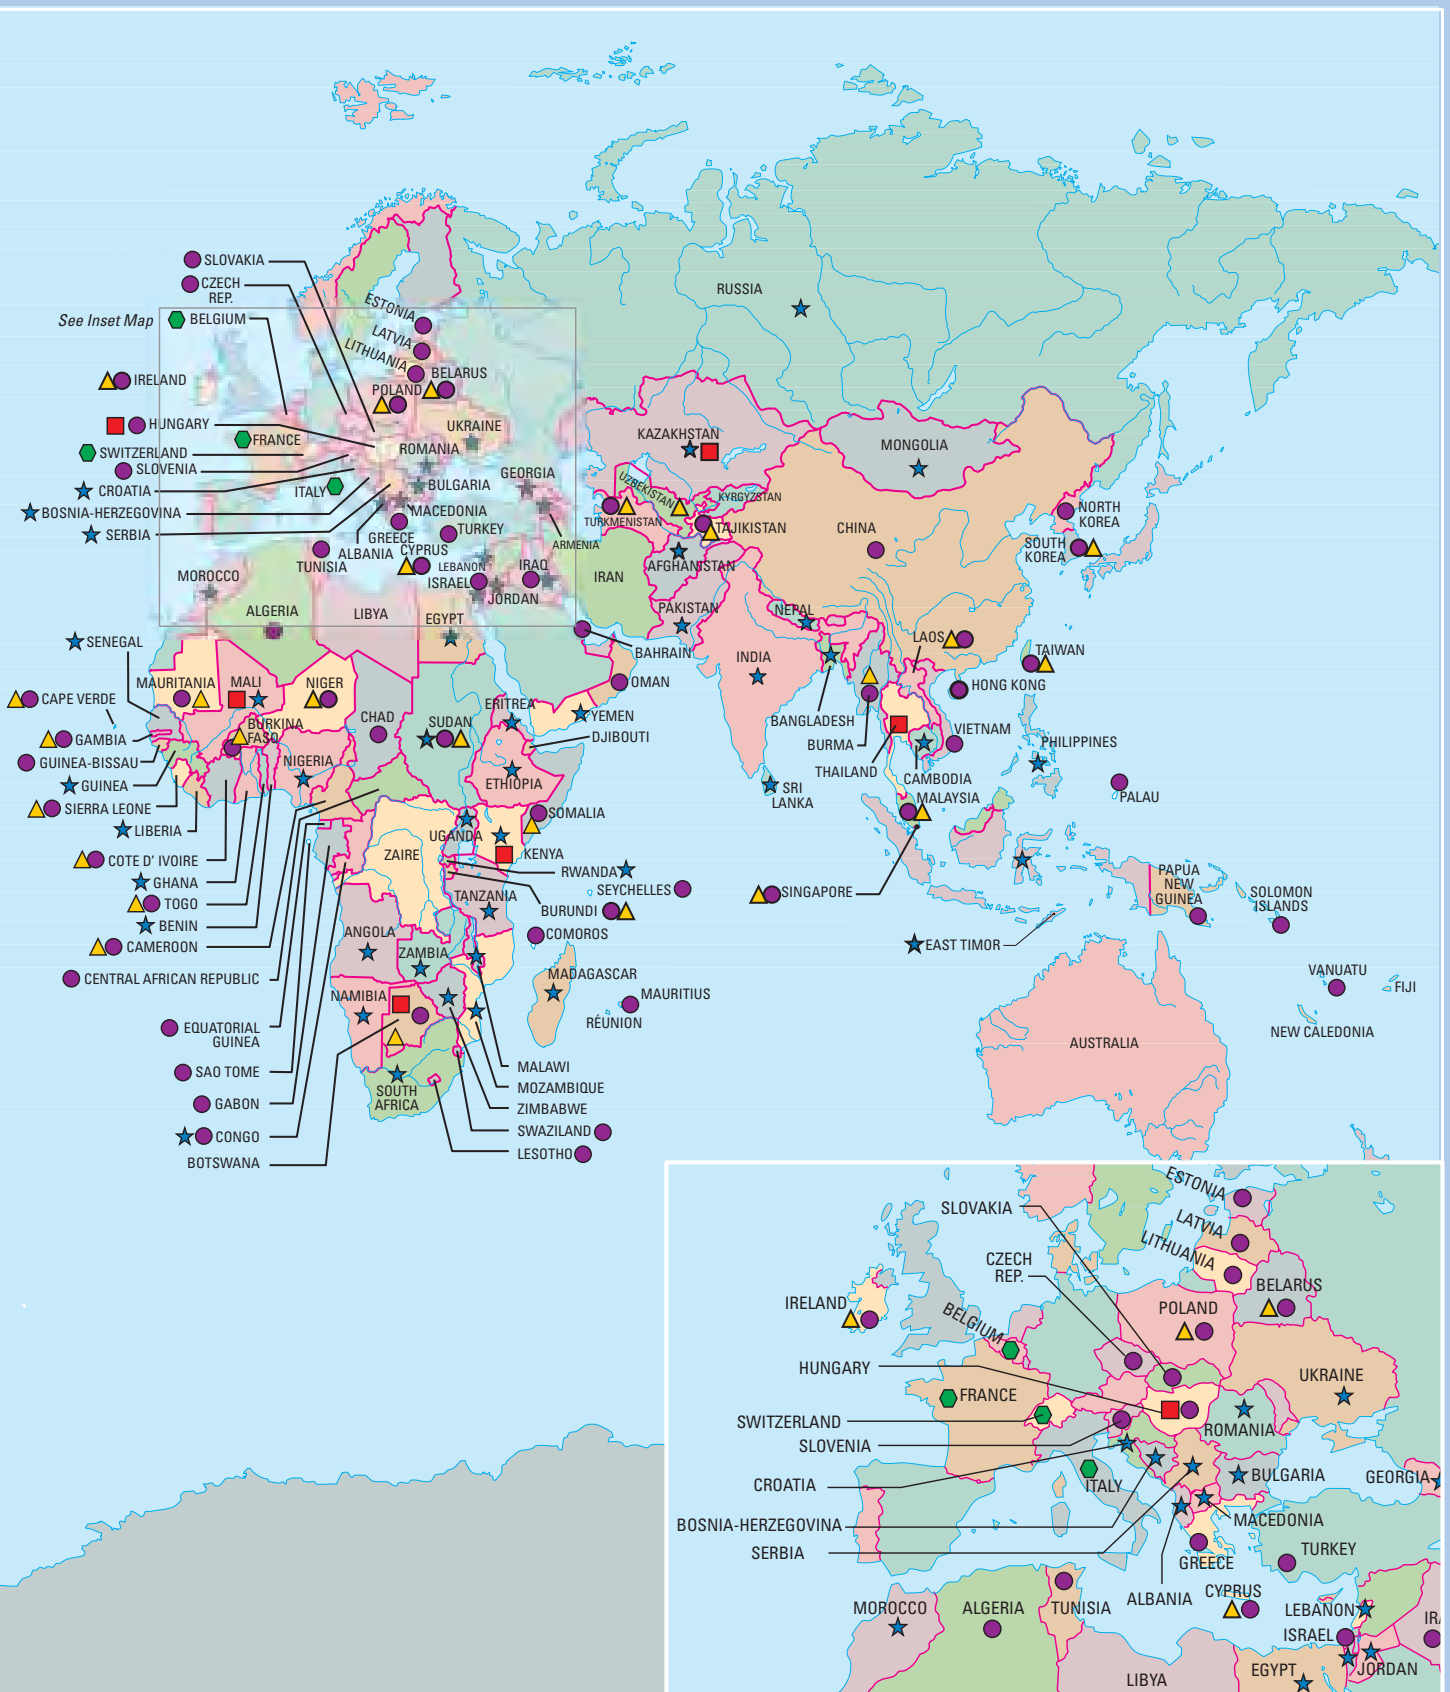 SLOVAKIA
CZECH
REP.
See Inset Map
BELGIUM
ESTONIA
LATVIA
LITHUANIA
IRELAND
POLAND
BELARUS
HUNGARY
FRANCE
UKRAINE
SWITZERLAND
ROMANIA
SLOVENIA
GEORGIA
CROATIA
ITALY
BULGARIA
BOSNIA-HERZEGOVINA
MACEDONIA
SERBIA
GREECE
TURKEY
ALBANIA
CYPRUS
ARMENIA
TUNISIA
LEBANON
IRAQ
MOROCCO
ISRAEL
JORDAN
ALGERIA
LIBYA
EGYPT
RUSSIA
KAZAKHSTAN
MONGOLIA
UZBEKISTAN
KYRGYZSTAN
TURKMENISTAN
TAJIKISTAN
CHINA
NORTH
KOREA
SOUTH
KOREA
IRAN
AFGHANISTAN
PAKISTAN
NEPAL
INDIA
LAOS
TAIWAN
HONG KONG
BAHRAIN
OMAN
YEMEN
DJIBOUTI
BANGLADESH
BURMA
VIETNAM
THAILAND
CAMBODIA
PHILIPPINES
SRI
LANKA
MALAYSIA
PALAU
SINGAPORE
EAST TIMOR
PAPUA
NEW
GUINEA
SOLOMON
ISLANDS
VANUATU
FIJI
NEW CALEDONIA
AUSTRALIA
SENEGAL
MAURITANIA
MALI
NIGER
CAPE VERDE
CHAD
SUDAN
ERITREA
GAMBIA
BURKINA
FASO
GUINEA-BISSAU
NIGERIA
GUINEA
ETHIOPIA
SIERRA LEONE
SOMALIA
LIBERIA
UGANDA
COTE D' IVOIRE
ZAIRE
KENYA
RWANDA
GHANA
TANZANIA
SEYCHELLES
TOGO
BURUNDI
BENIN
ANGOLA
COMOROS
CAMEROON
ZAMBIA
CENTRAL AFRICAN REPUBLIC
MADAGASCAR
NAMIBIA
MAURITIUS
RÉUNION
EQUATORIAL
GUINEA
SAO TOME
MALAWI
MOZAMBIQUE
SOUTH
AFRICA
GABON
ZIMBABWE
CONGO
SWAZILAND
LESOTHO
BOTSWANA
ESTONIA
SLOVAKIA
LATVIA
LITHUANIA
CZECH
REP.
BELARUS
IRELAND
POLAND
BELGIUM
HUNGARY
UKRAINE
FRANCE
SWITZERLAND
ROMANIA
SLOVENIA
CROATIA
ITALY
BULGARIA
GEORGIA
BOSNIA-HERZEGOVINA
MACEDONIA
SERBIA
GREECE
TURKEY
ALBANIA
CYPRUS
MOROCCO
ALGERIA
TUNISIA
LEBANON
ISRAEL
LIBYA
EGYPT
JORDAN